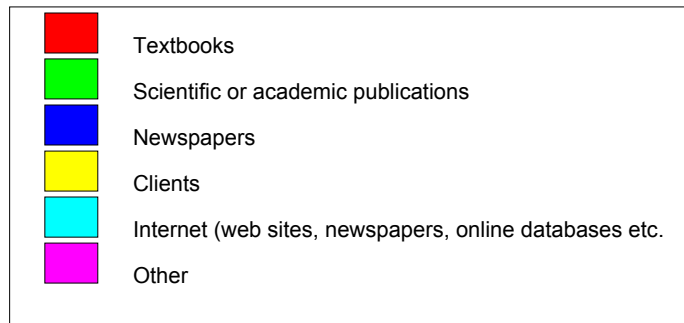 Textbooks
Scientific or academic publications
Newspapers
Clients
Internet (web sites, newspapers, online databases etc.
Other